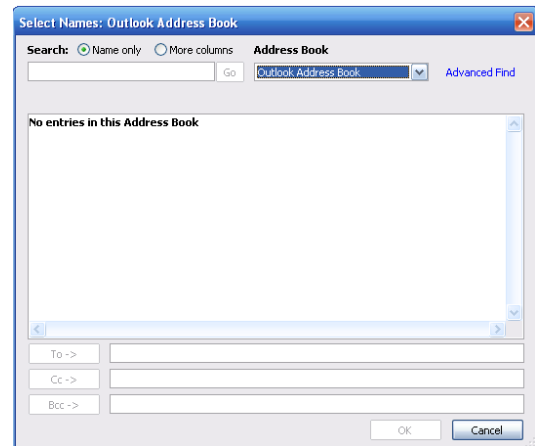 Select Names: Outlook Address Book
Search: Name only More columns Address Book
Go Outlook Address Book Advanced Find
No entries in this Address Book
To ->
Cc ->
Bcc ->
OK Cancel